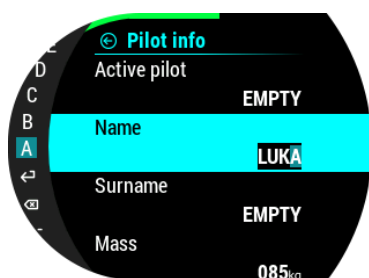 Pilot info
Active pilot
EMPTY
Name
LUKA
Surname
EMPTY
Mass
085kg
D
C
B
A